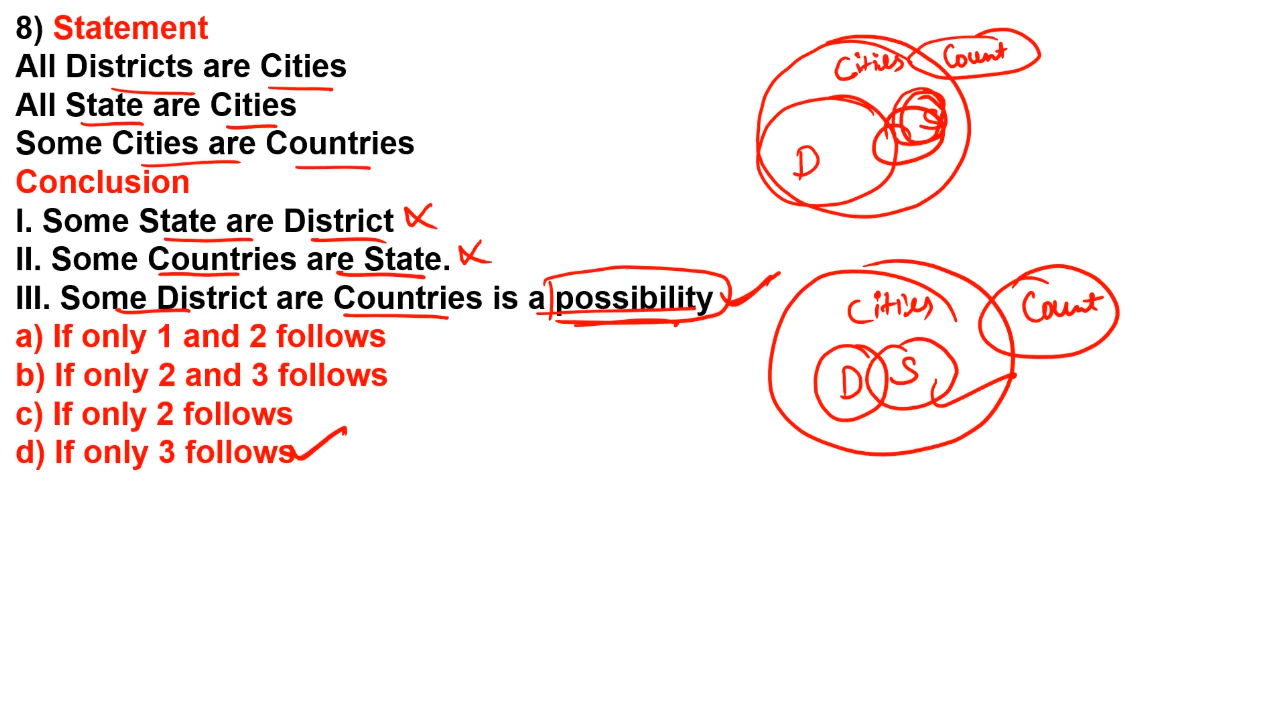 8) Statement
All Districts are Cities
All State are Cities
Some Cities are Countries
Conclusion
I. Some State are District
II. Some Countries are State.
III. Some District are Countries is a possibility
a) If only 1 and 2 follows
b) If only 2 and 3 follows
c) If only 2 follows
d) If only 3 follows
Cities Count
D S
Cities Count
D S